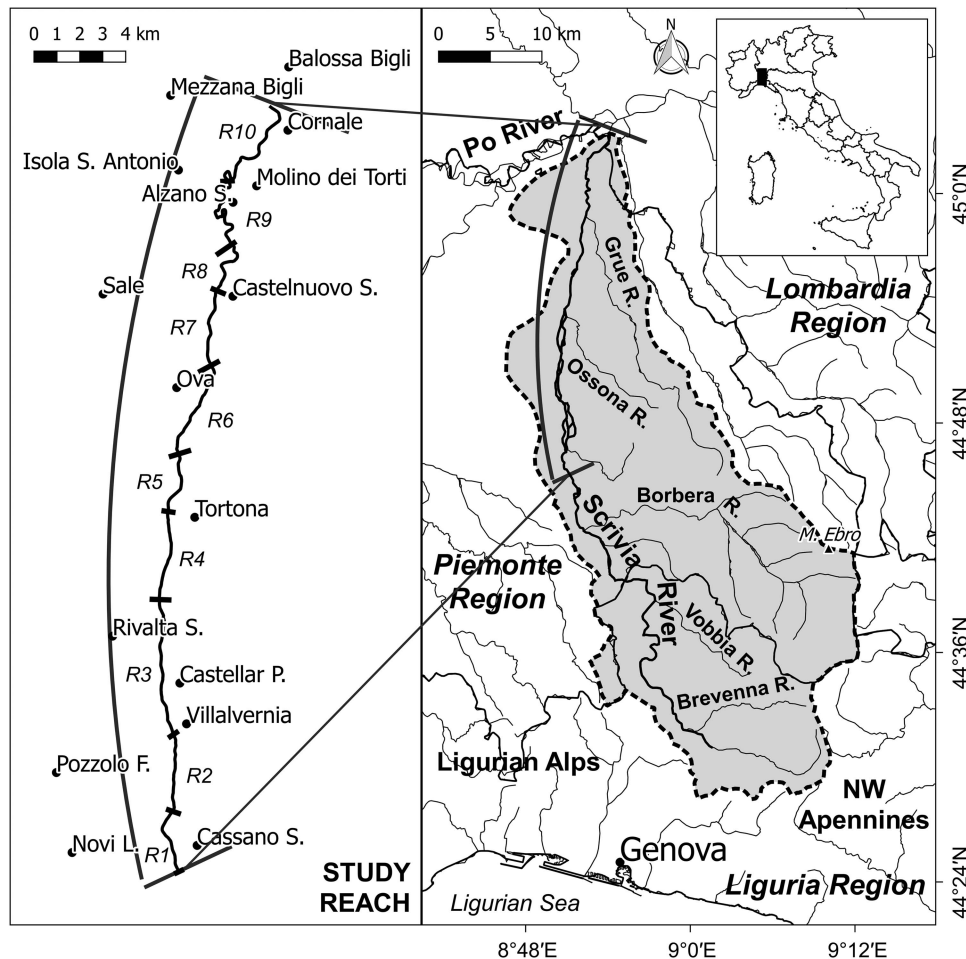 0 1 2 3 4 km
Balossa Bigli
Mezzana Bigli
Cornale
R10
Isola S. Antonio
Molino dei Torti
Alzano S.
R9
R8
Sale
Castelnuovo S.
R7
Ova
R6
R5
Tortona
R4
Rivalta S.
R3
Castellar P.
Villalvernia
Pozzolo F.
R2
Novi L.
R1
Cassano S.
STUDY
REACH
0 5 10 km
N
Po River
Grue R.
Lombardia
Region
Ossona R.
Borbera R.
M. Ebro
Scrivia
River
Piemonte
Region
Vobbia R.
Brevenna R.
Ligurian Alps
NW
Apennines
Genova
Liguria Region
Ligurian Sea
45°0'N
44°48'N
44°36'N
44°24'N
8°48'E
9°0'E
9°12'E